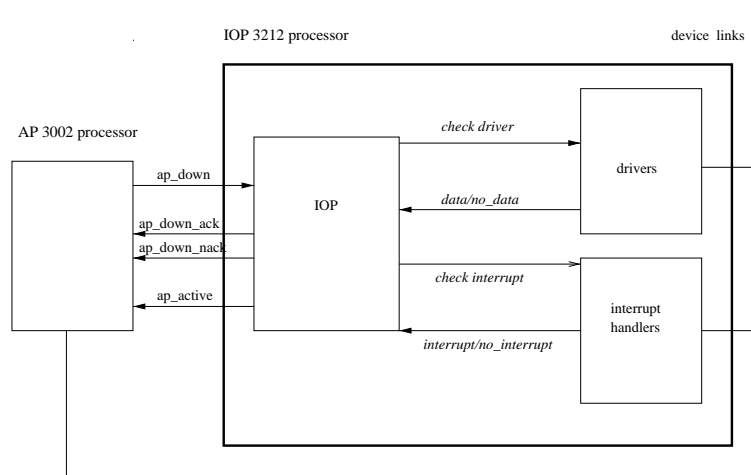 IOP 3212 processor
device links
AP 3002 processor
check driver
ap_down
drivers
IOP
data/no_data
ap_down_ack
ap_down_nack
check interrupt
ap_active
interrupt
handlers
interrupt/no_interrupt